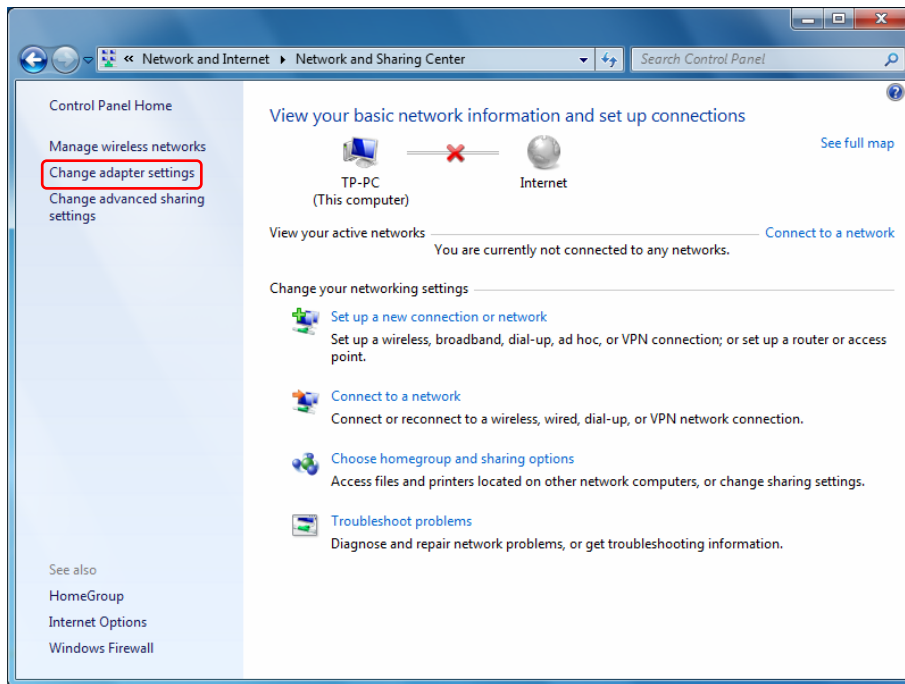 « Network and Internet ▸ Network and Sharing Center
Search Control Panel
Control Panel Home
Manage wireless networks
Change adapter settings
Change advanced sharing
settings
View your basic network information and set up connections
See full map
TP-PC
(This computer)
Internet
View your active networks
Connect to a network
You are currently not connected to any networks.
Change your networking settings
Set up a new connection or network
Set up a wireless, broadband, dial-up, ad hoc, or VPN connection; or set up a router or access
point.
Connect to a network
Connect or reconnect to a wireless, wired, dial-up, or VPN network connection.
Choose homegroup and sharing options
Access files and printers located on other network computers, or change sharing settings.
Troubleshoot problems
Diagnose and repair network problems, or get troubleshooting information.
See also
HomeGroup
Internet Options
Windows Firewall